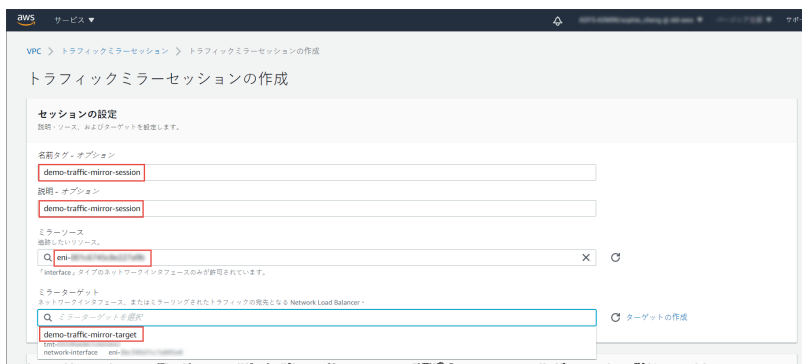 aws サービス ▼ サポ
VPC > トラフィックミラーセッション > トラフィックミラーセッションの作成
トラフィックミラーセッションの作成
セッションの設定
説明、ソース、およびターゲットを設定します。
名前タグ - オプション
demo-traffic-mirror-session
説明 - オプション
demo-traffic-mirror-session
ミラーソース
追跡したいリソース。
eni-
「interface」タイプのネットワークインタフェースのみが許可されています。
ミラーターゲット
ネットワークインタフェース、またはミラーリングされたトラフィックの宛先となる Network Load Balancer。
ミラーターゲットを選択
ターゲットの作成
demo-traffic-mirror-target
tmt-
network-interface eni-